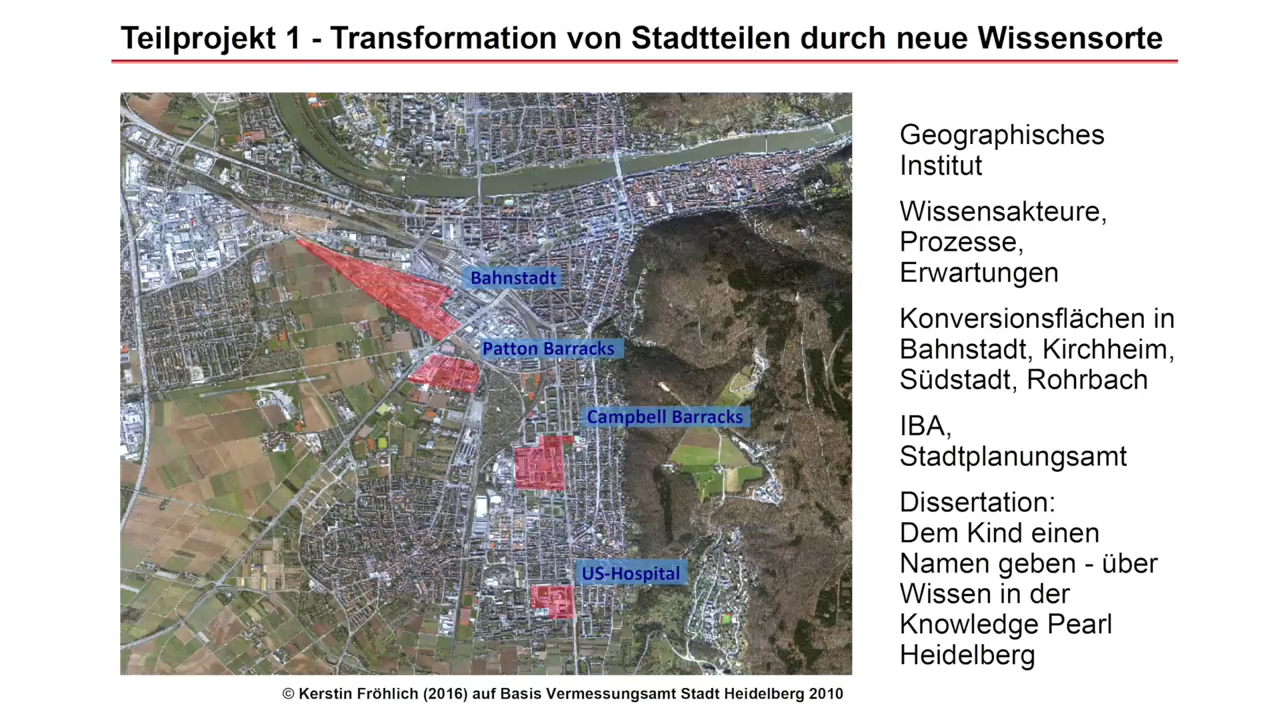 Teilprojekt 1 - Transformation von Stadtteilen durch neue Wissensorte
Bahnstadt
Patton Barracks
Campbell Barracks
US-Hospital
Geographisches
Institut
Wissensakteure,
Prozesse,
Erwartungen
Konversionsflächen in
Bahnstadt, Kirchheim,
Südstadt, Rohrbach
IBA,
Stadtplanungsamt
Dissertation:
Dem Kind einen
Namen geben - über
Wissen in der
Knowledge Pearl
Heidelberg
© Kerstin Fröhlich (2016) auf Basis Vermessungsamt Stadt Heidelberg 2010